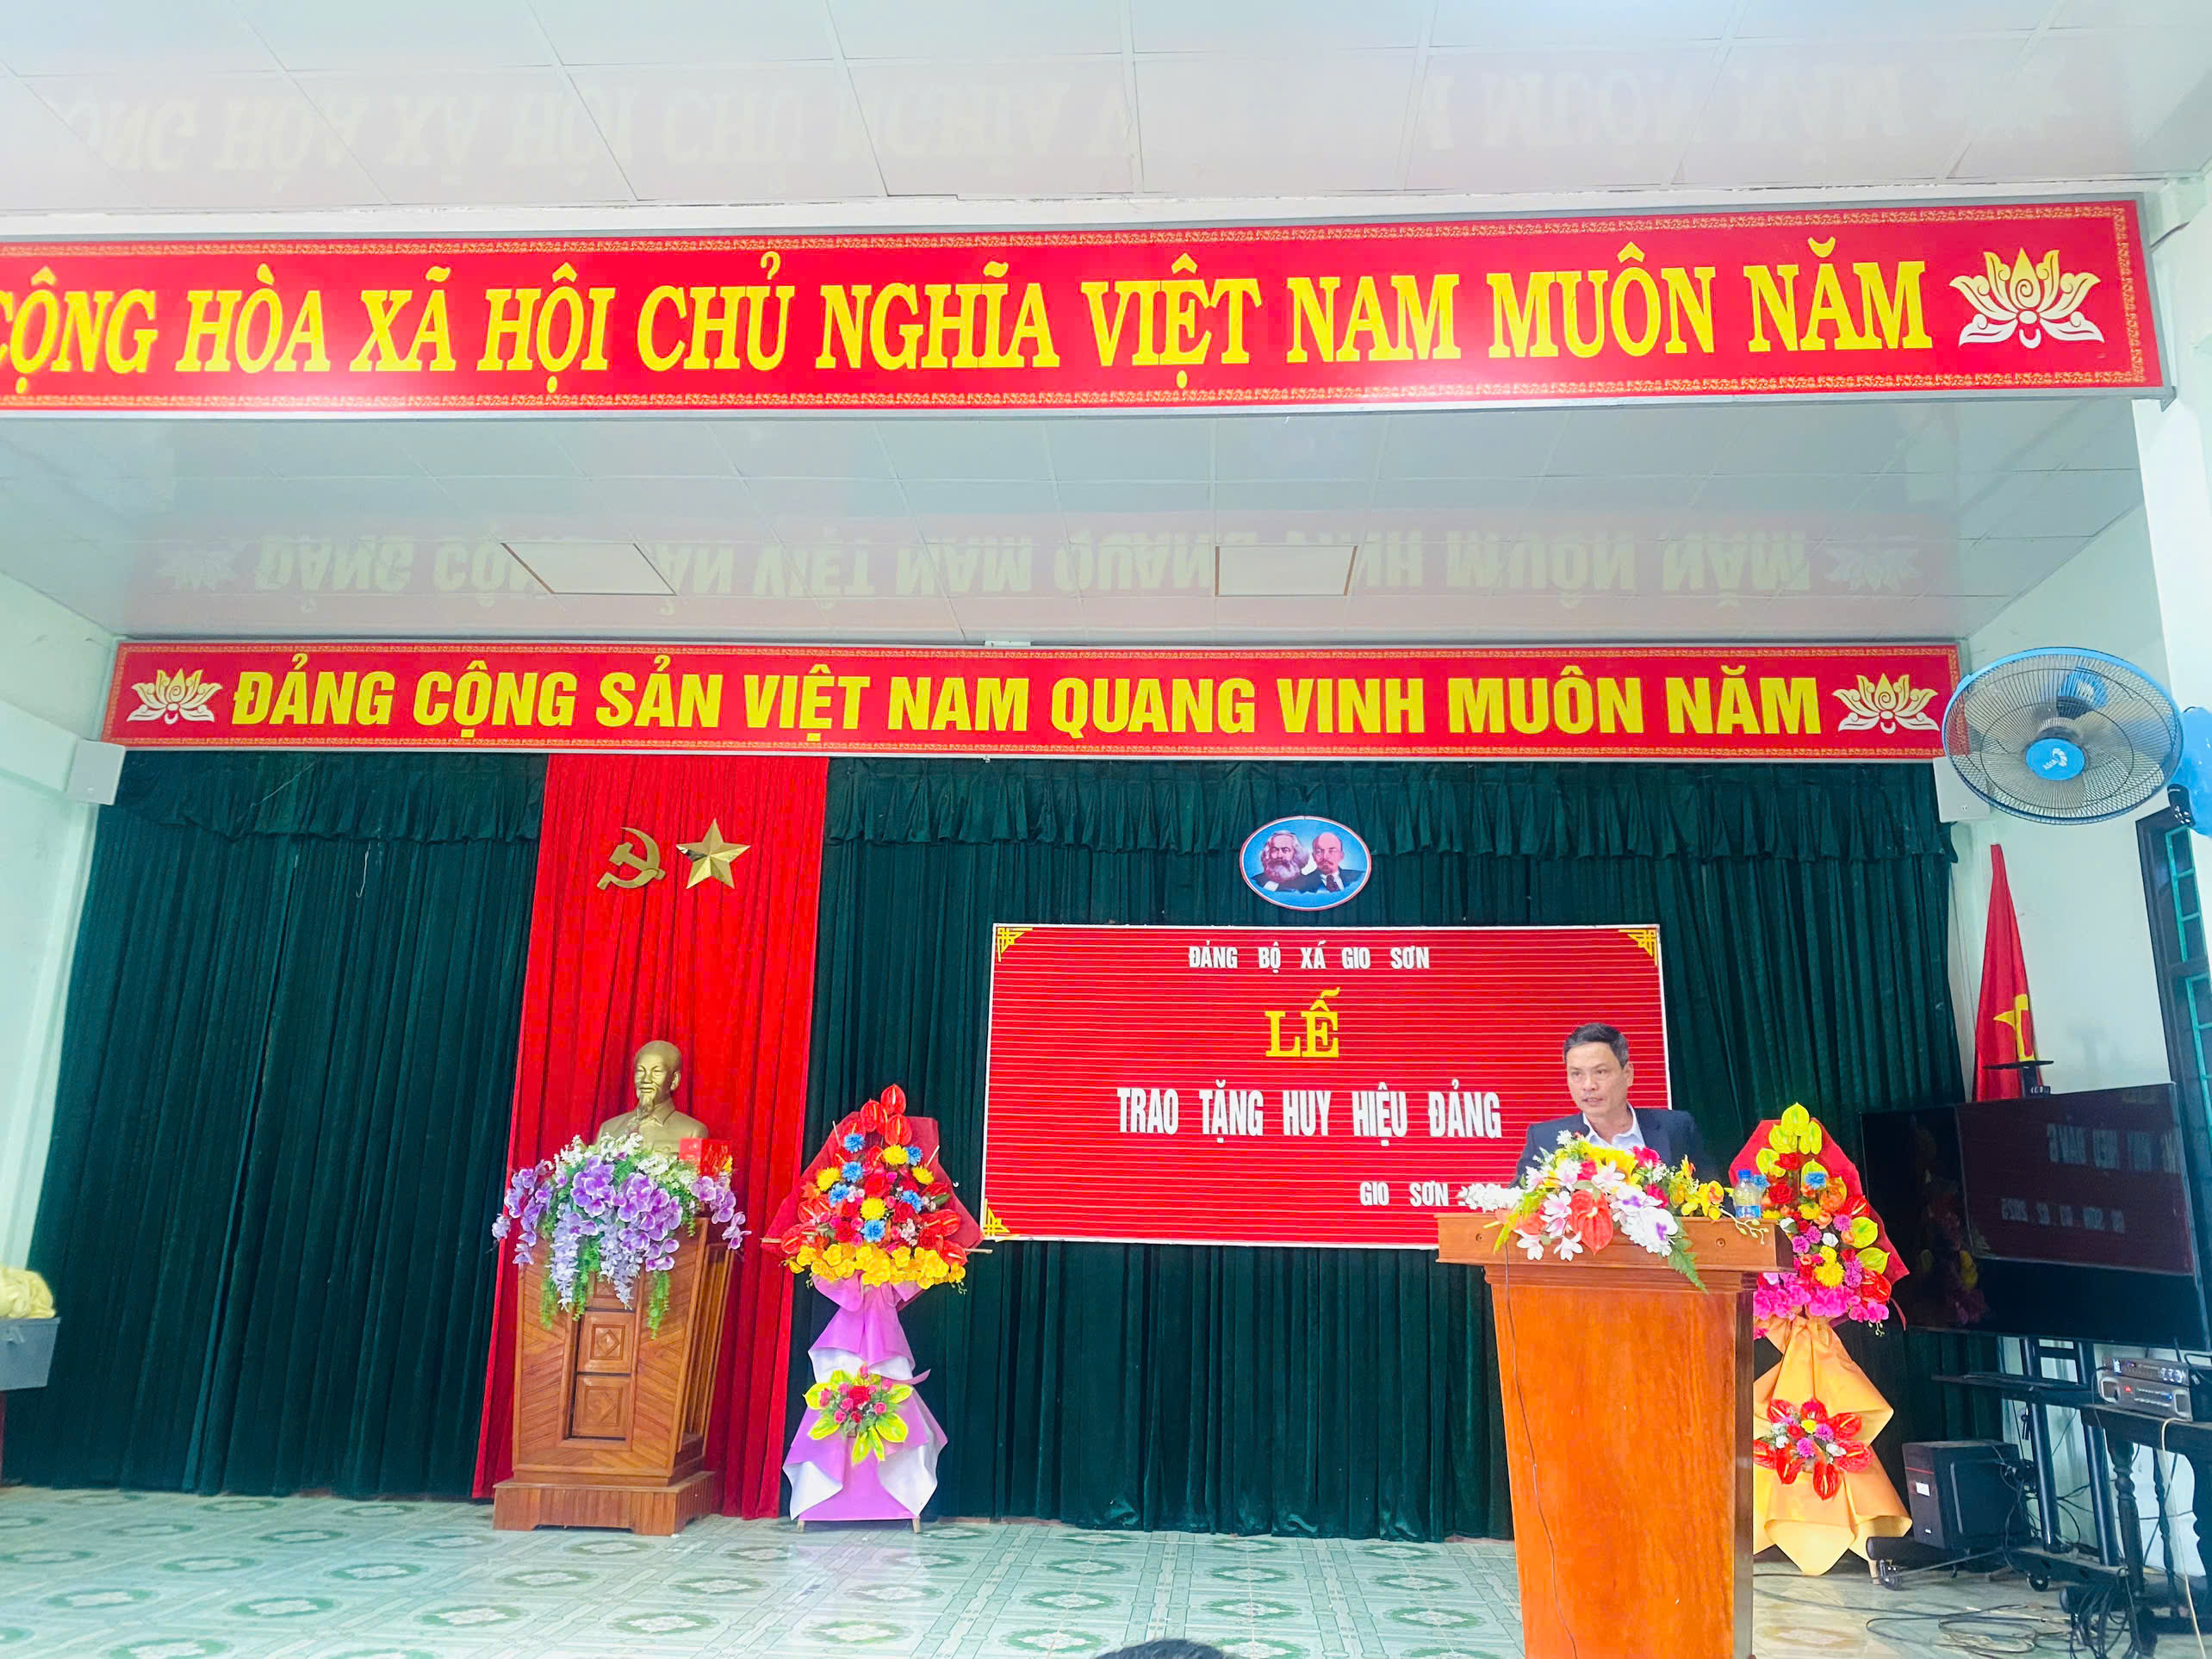 CỘNG HÒA XÃ HỘI CHỦ NGHĨA VIỆT NAM MUÔN NĂM
ĐẢNG CỘNG SẢN VIỆT NAM QUANG VINH MUÔN NĂM
ĐẢNG BỘ XÃ GIO SƠN
LỄ
TRAO TẶNG HUY HIỆU ĐẢNG
GIO SƠN